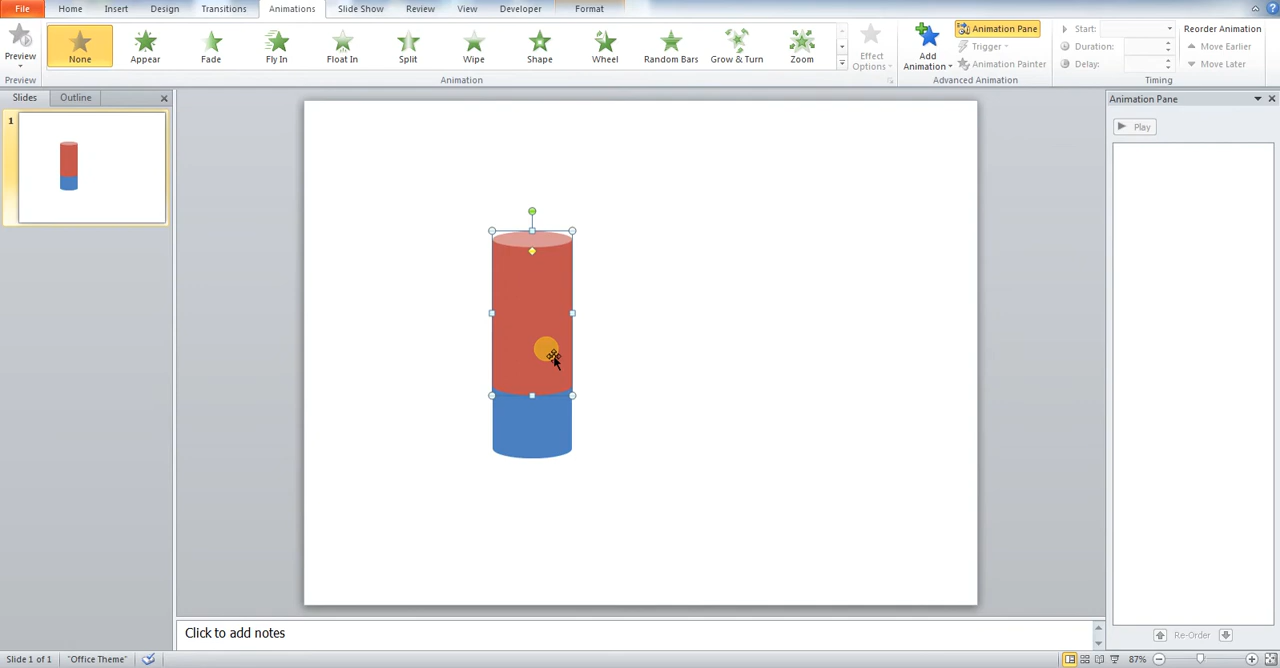 File Home Insert Design Transitions Animations Slide Show Review View Developer Format
Preview None Appear Fade Fly In Float In Split Wipe Shape Wheel Random Bars Grow & Turn Zoom Effect Options Add Animation Animation Pane Trigger Animation Painter Start: Duration: Delay: Reorder Animation Move Earlier Move Later
Preview Animation Advanced Animation Timing
Slides Outline
Animation Pane
1
Play
Click to add notes
Re-Order
Slide 1 of 1 "Office Theme" 87%